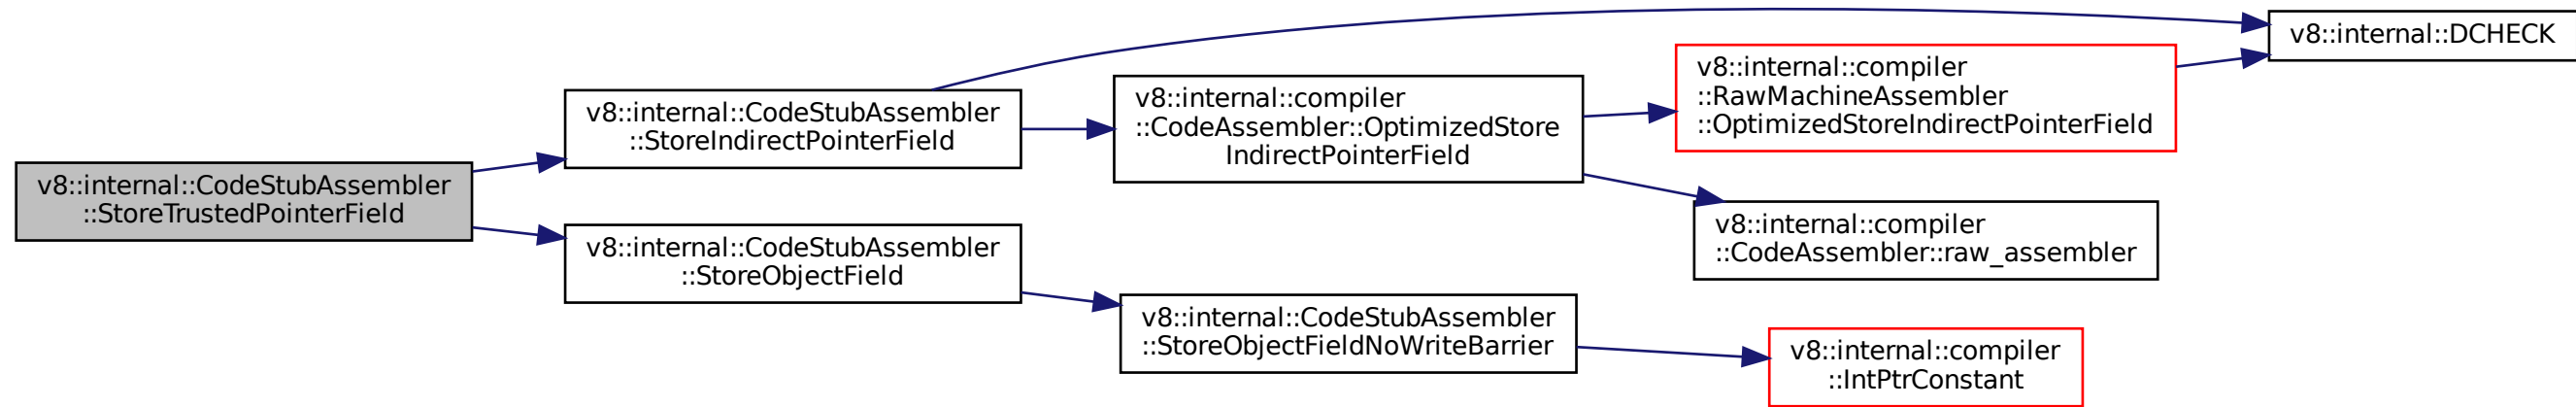 v8::internal::CodeStubAssembler
::StoreTrustedPointerField
v8::internal::CodeStubAssembler
::StoreIndirectPointerField
v8::internal::CodeStubAssembler
::StoreObjectField
v8::internal::compiler
::CodeAssembler::OptimizedStore
IndirectPointerField
v8::internal::CodeStubAssembler
::StoreObjectFieldNoWriteBarrier
v8::internal::compiler
::RawMachineAssembler
::OptimizedStoreIndirectPointerField
v8::internal::compiler
::CodeAssembler::raw_assembler
v8::internal::compiler
::IntPtrConstant
v8::internal::DCHECK